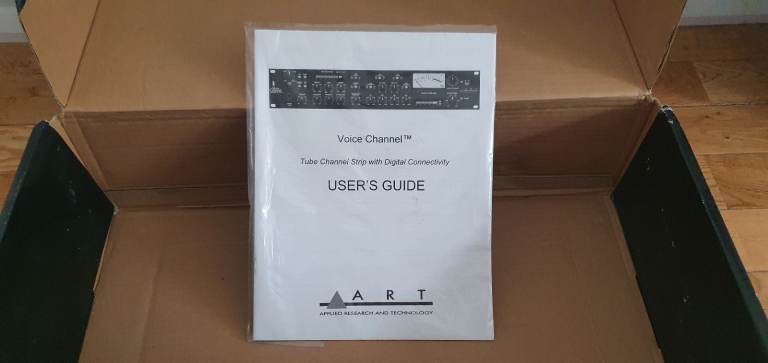 Voice Channel™
Tube Channel Strip with Digital Connectivity
USER'S GUIDE
ART
APPLIED RESEARCH AND TECHNOLOGY